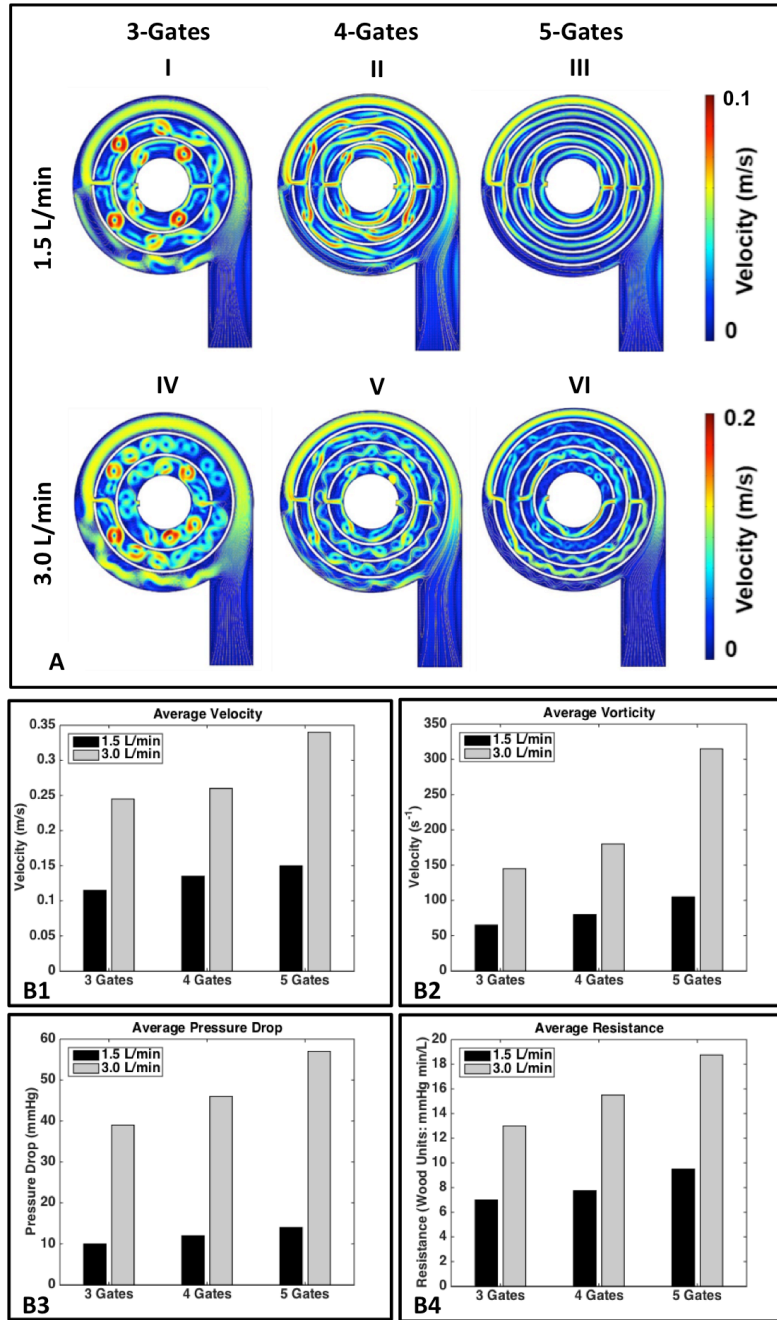 3-Gates 4-Gates 5-Gates
I II III
1.5 L/min
0.1
Velocity (m/s)
0
IV V VI
3.0 L/min
0.2
Velocity (m/s)
0
A
Average Velocity
1.5 L/min
3.0 L/min
Velocity (m/s)
0.35
0.3
0.25
0.2
0.15
0.1
0.05
0
3 Gates 4 Gates 5 Gates
B1
Average Vorticity
1.5 L/min
3.0 L/min
Velocity (s⁻¹)
350
300
250
200
150
100
50
0
3 Gates 4 Gates 5 Gates
B2
Average Pressure Drop
1.5 L/min
3.0 L/min
Pressure Drop (mmHg)
60
50
40
30
20
10
0
3 Gates 4 Gates 5 Gates
B3
Average Resistance
1.5 L/min
3.0 L/min
Resistance (Wood Units: mmHg min/L)
20
18
16
14
12
10
8
6
4
2
0
3 Gates 4 Gates 5 Gates
B4